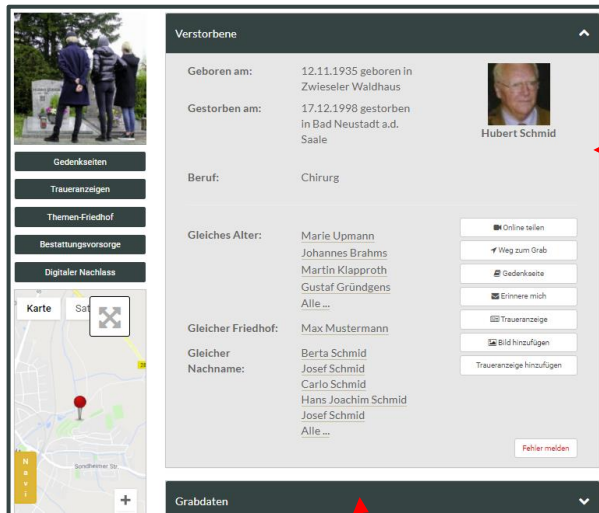 Gedenkseiten
Traueranzeigen
Themen-Friedhof
Bestattungsvorsorge
Digitaler Nachlass
Karte
Sat
28
Sondheimer Str
Navi
+
Verstorbene
Geboren am:
12.11.1935 geboren in
Zwieseler Waldhaus
Gestorben am:
17.12.1998 gestorben
in Bad Neustadt a.d.
Saale
Hubert Schmid
Beruf:
Chirurg
Gleiches Alter:
Marie Upmann
Johannes Brahms
Martin Klapproth
Gustaf Gründgens
Alle ...
Gleicher Friedhof:
Max Mustermann
Gleicher
Nachname:
Berta Schmid
Josef Schmid
Carlo Schmid
Hans Joachim Schmid
Josef Schmid
Alle ...
Online teilen
Weg zum Grab
Gedenkseite
Erinnere mich
Traueranzeige
Bild hinzufügen
Traueranzeige hinzufügen
Fehler melden
Grabdaten